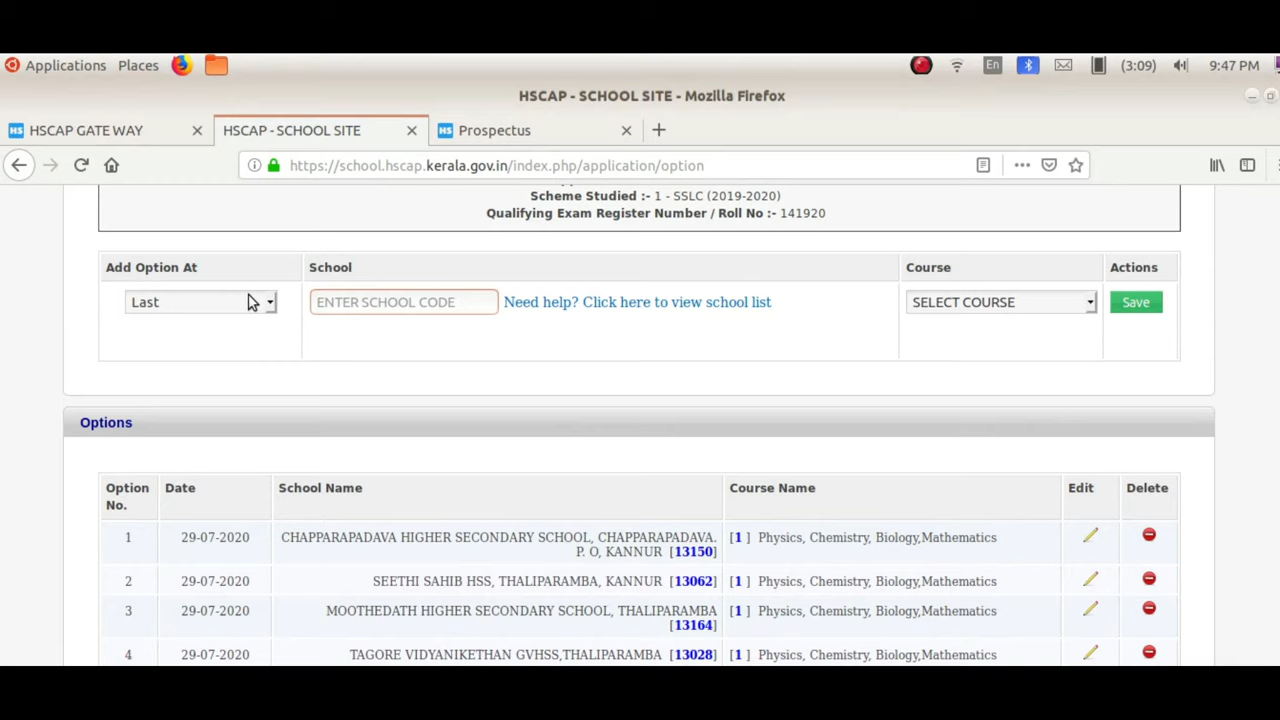 Applications Places En (3:09) 9:47 PM
HSCAP - SCHOOL SITE - Mozilla Firefox
HS HSCAP GATE WAY HSCAP - SCHOOL SITE HS Prospectus
https://school.hscap.kerala.gov.in/index.php/application/option
Scheme Studied :- 1 - SSLC (2019-2020)
Qualifying Exam Register Number / Roll No :- 141920
Add Option At School Course Actions
Last ENTER SCHOOL CODE Need help? Click here to view school list SELECT COURSE Save
Options
Option No. Date School Name Course Name Edit Delete
1 29-07-2020 CHAPPARAPADAVA HIGHER SECONDARY SCHOOL, CHAPPARAPADAVA. [1 ] Physics, Chemistry, Biology,Mathematics
P. O, KANNUR [13150]
2 29-07-2020 SEETHI SAHIB HSS, THALIPARAMBA, KANNUR [13062] [1 ] Physics, Chemistry, Biology,Mathematics
3 29-07-2020 MOOTHEDATH HIGHER SECONDARY SCHOOL, THALIPARAMBA [1 ] Physics, Chemistry, Biology,Mathematics
[13164]
4 29-07-2020 TAGORE VIDYANIKETHAN GVHSS,THALIPARAMBA [13028] [1 ] Physics, Chemistry, Biology,Mathematics